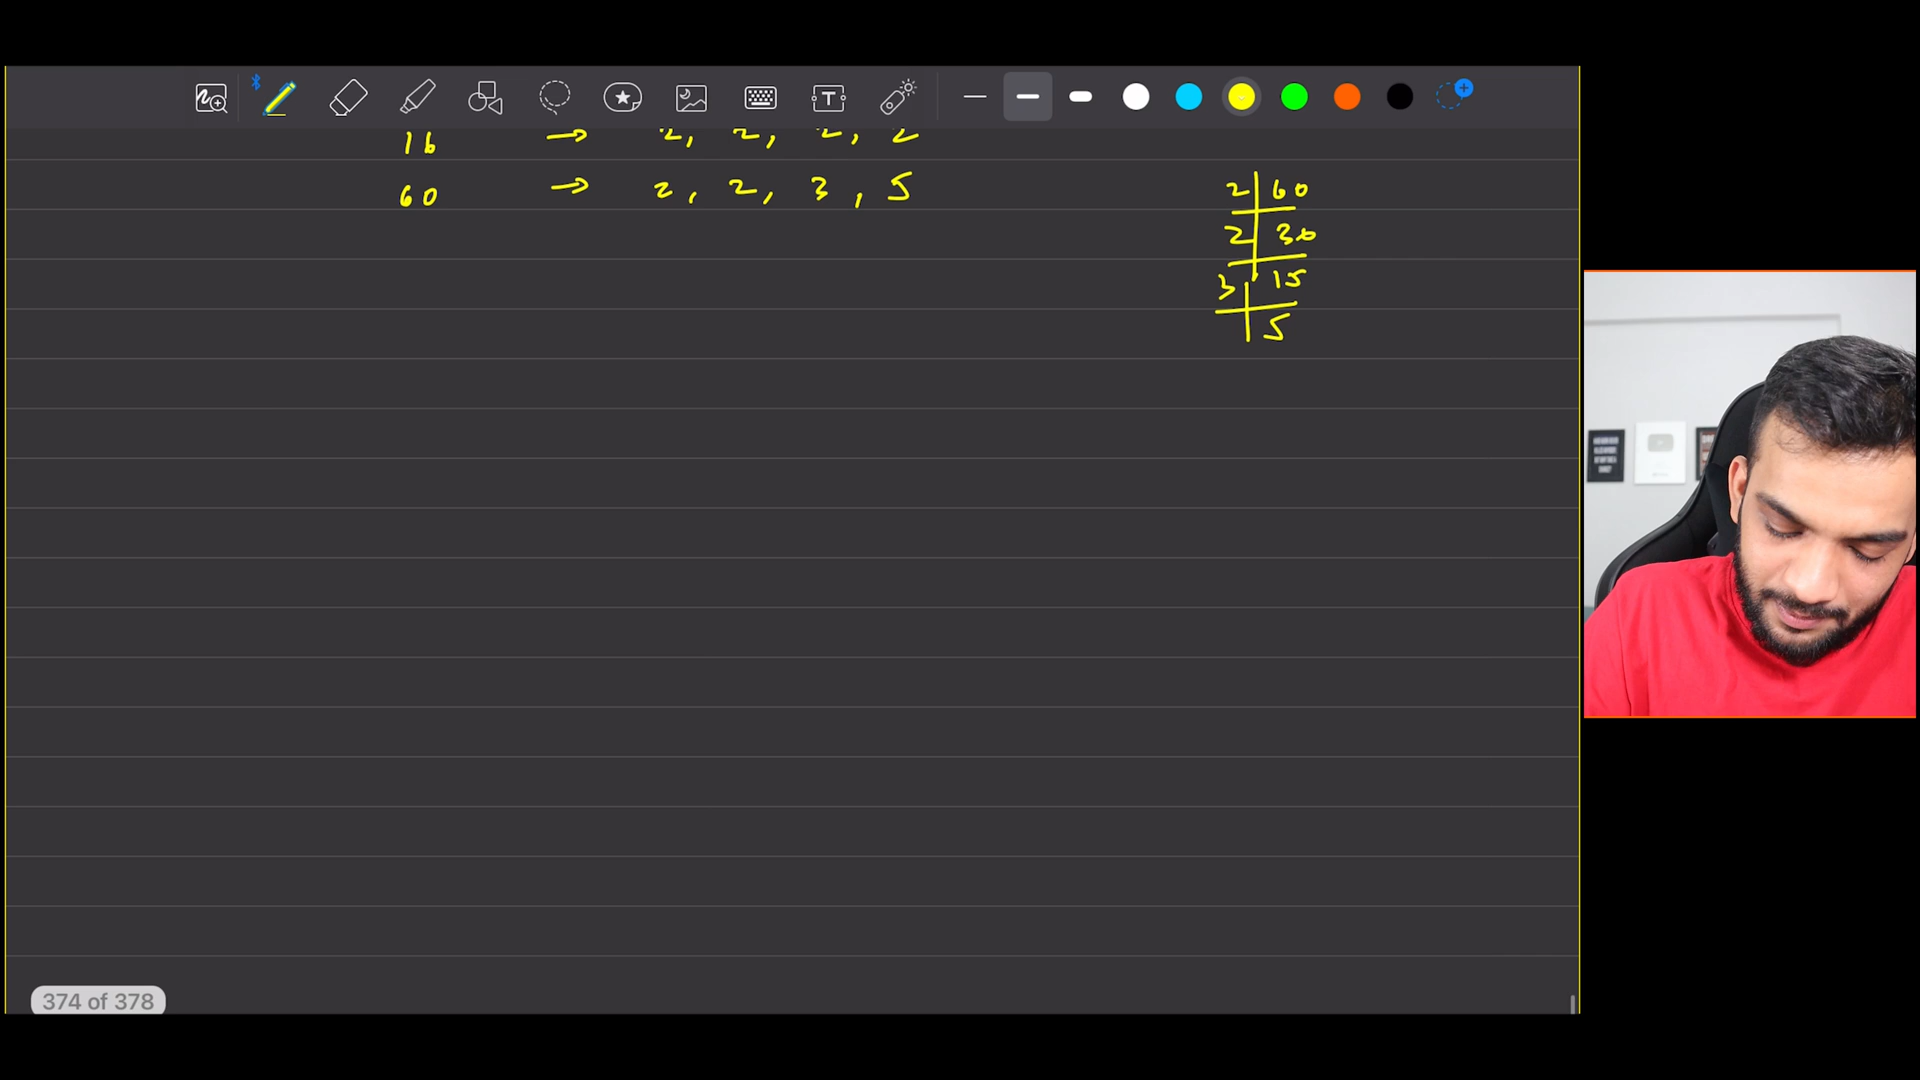 16 → 2, 2, 2, 2
60 → 2, 2, 3, 5
2 | 60
2 | 30
3 | 15
5
T
374 of 378